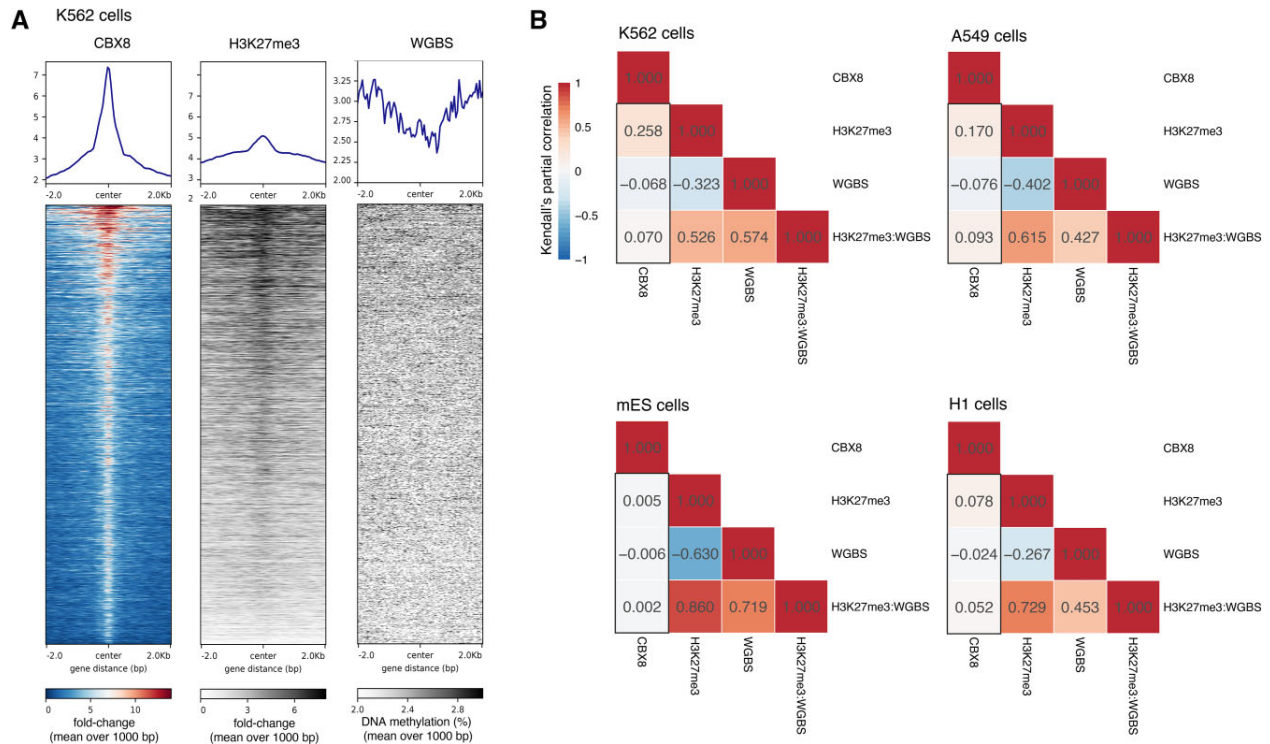 A
K562 cells
CBX8
H3K27me3
WGBS
7
6
5
4
3
2
7
6
5
4
3
2
3.25
3.00
2.75
2.50
2.25
2.00
-2.0 center 2.0Kb
-2.0 center 2.0Kb
-2.0 center 2.0Kb
-2.0 center 2.0Kb
gene distance (bp)
-2.0 center 2.0Kb
gene distance (bp)
-2.0 center 2.0Kb
gene distance (bp)
0 5 10
fold-change
(mean over 1000 bp)
0 3 6
fold-change
(mean over 1000 bp)
2.0 2.4 2.8
DNA methylation (%)
(mean over 1000 bp)
B
K562 cells
1.000 CBX8
0.258 1.000 H3K27me3
−0.068 −0.323 1.000 WGBS
0.070 0.526 0.574 1.000 H3K27me3:WGBS
CBX8
H3K27me3
WGBS
H3K27me3:WGBS
Kendall's partial correlation
1
0.5
0
−0.5
−1
A549 cells
1.000 CBX8
0.170 1.000 H3K27me3
−0.076 −0.402 1.000 WGBS
0.093 0.615 0.427 1.000 H3K27me3:WGBS
CBX8
H3K27me3
WGBS
H3K27me3:WGBS
mES cells
1.000 CBX8
0.005 1.000 H3K27me3
−0.006 −0.630 1.000 WGBS
0.002 0.860 0.719 1.000 H3K27me3:WGBS
CBX8
H3K27me3
WGBS
H3K27me3:WGBS
H1 cells
1.000 CBX8
0.078 1.000 H3K27me3
−0.024 −0.267 1.000 WGBS
0.052 0.729 0.453 1.000 H3K27me3:WGBS
CBX8
H3K27me3
WGBS
H3K27me3:WGBS